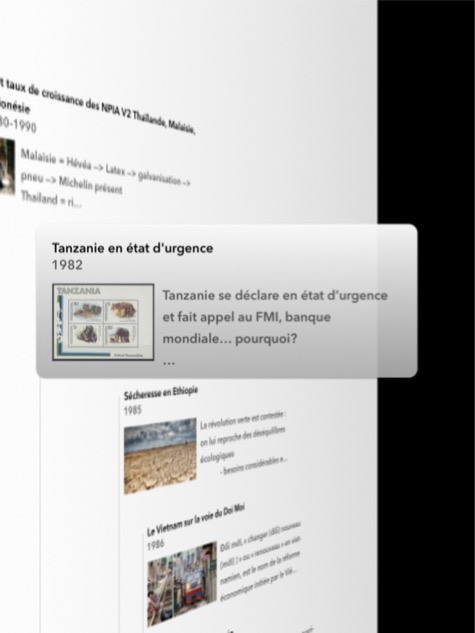 t taux de croissance des NPIA V2 Thaïlande, Malaisie,
onésie
80-1990
Malaisie = Hévéa –> Latex –> galvanisation –>
pneu –> Michelin présent
Thaïland = ri...
Tanzanie en état d'urgence
1982
TANZANIA
Tanzanie se déclare en état d'urgence
et fait appel au FMI, banque
mondiale... pourquoi?
...
Sécheresse en Ethiopie
1985
La révolution verte est contestée :
on lui reproche des déséquilibres
écologiques
- besoins considérables e...
Le Vietnam sur la voie du Doi Moi
1986
Đổi mới, « changer (đổi) nouveau
(mới) ) » ou « renouveau » en viet-
namien, est le nom de la réforme
économique initiée par le Vié...